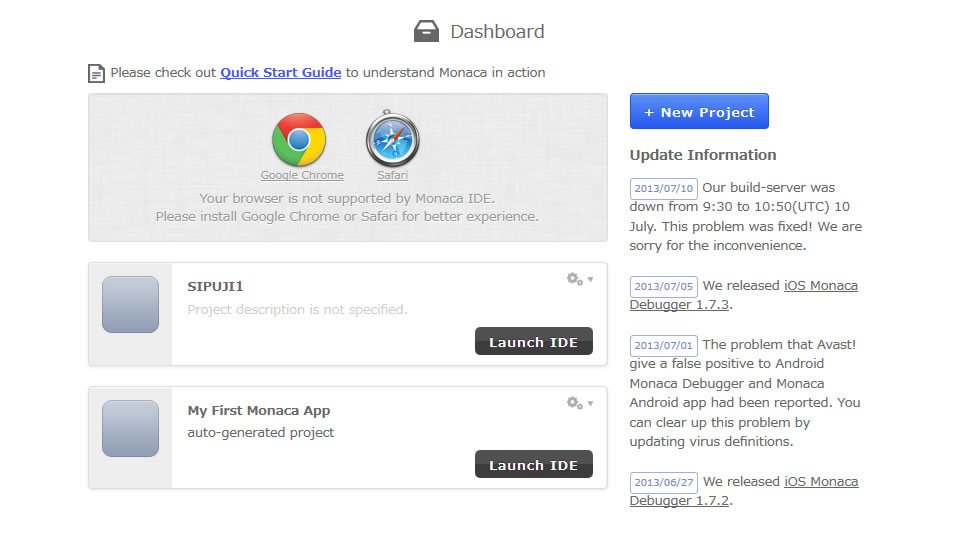 Dashboard
Please check out Quick Start Guide to understand Monaca in action
Google Chrome
Safari
Your browser is not supported by Monaca IDE.
Please install Google Chrome or Safari for better experience.
SIPUJI1
Project description is not specified.
Launch IDE
My First Monaca App
auto-generated project
Launch IDE
+ New Project
Update Information
2013/07/10 Our build-server was
down from 9:30 to 10:50(UTC) 10
July. This problem was fixed! We are
sorry for the inconvenience.
2013/07/05 We released iOS Monaca
Debugger 1.7.3.
2013/07/01 The problem that Avast!
give a false positive to Android
Monaca Debugger and Monaca
Android app had been reported. You
can clear up this problem by
updating virus definitions.
2013/06/27 We released iOS Monaca
Debugger 1.7.2.